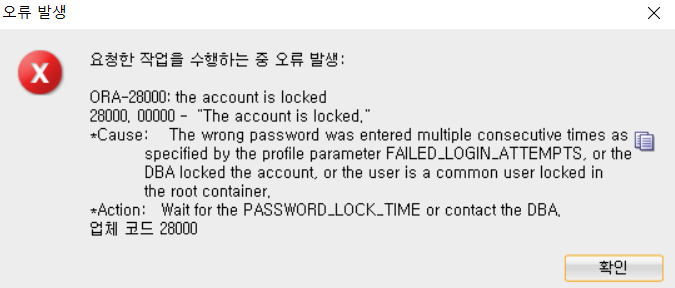 오류 발생
요청한 작업을 수행하는 중 오류 발생:
ORA-28000: the account is locked
28000, 00000 - "The account is locked."
*Cause: The wrong password was entered multiple consecutive times as
specified by the profile parameter FAILED_LOGIN_ATTEMPTS, or the
DBA locked the account, or the user is a common user locked in
the root container.
*Action: Wait for the PASSWORD_LOCK_TIME or contact the DBA.
업체 코드 28000
확인